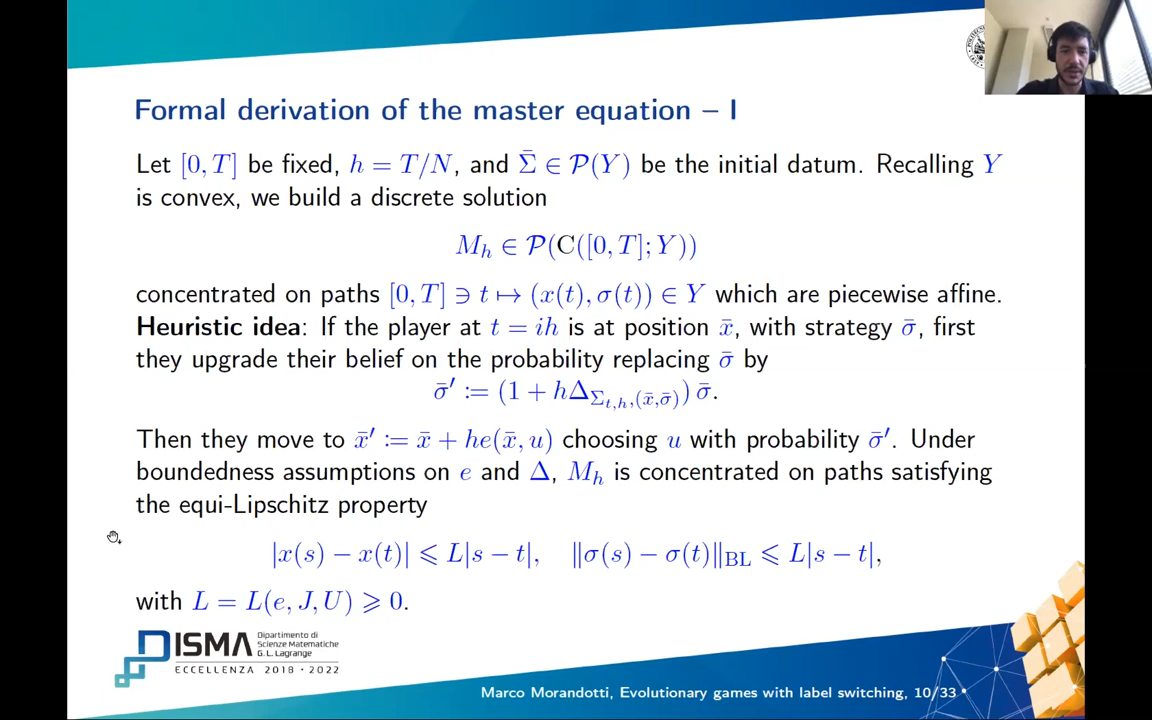 Formal derivation of the master equation – I
Let [0, T] be fixed, h = T/N, and Σ̄ ∈ 𝒫(Y) be the initial datum. Recalling Y
is convex, we build a discrete solution
M_h ∈ 𝒫(C([0, T]; Y))
concentrated on paths [0, T] ∋ t ↦ (x(t), σ(t)) ∈ Y which are piecewise affine.
Heuristic idea: If the player at t = ih is at position x̄, with strategy σ̄, first
they upgrade their belief on the probability replacing σ̄ by
σ̄′ := (1 + hΔ_{Σ_{t,h},(x̄,σ̄)}) σ̄.
Then they move to x̄′ := x̄ + he(x̄, u) choosing u with probability σ̄′. Under
boundedness assumptions on e and Δ, M_h is concentrated on paths satisfying
the equi-Lipschitz property
|x(s) − x(t)| ⩽ L|s − t|, ‖σ(s) − σ(t)‖_BL ⩽ L|s − t|,
with L = L(e, J, U) ⩾ 0.
DISMA
Dipartimento di
Scienze Matematiche
G. L. Lagrange
ECCELLENZA 2018 · 2022
Marco Morandotti, Evolutionary games with label switching, 10/33